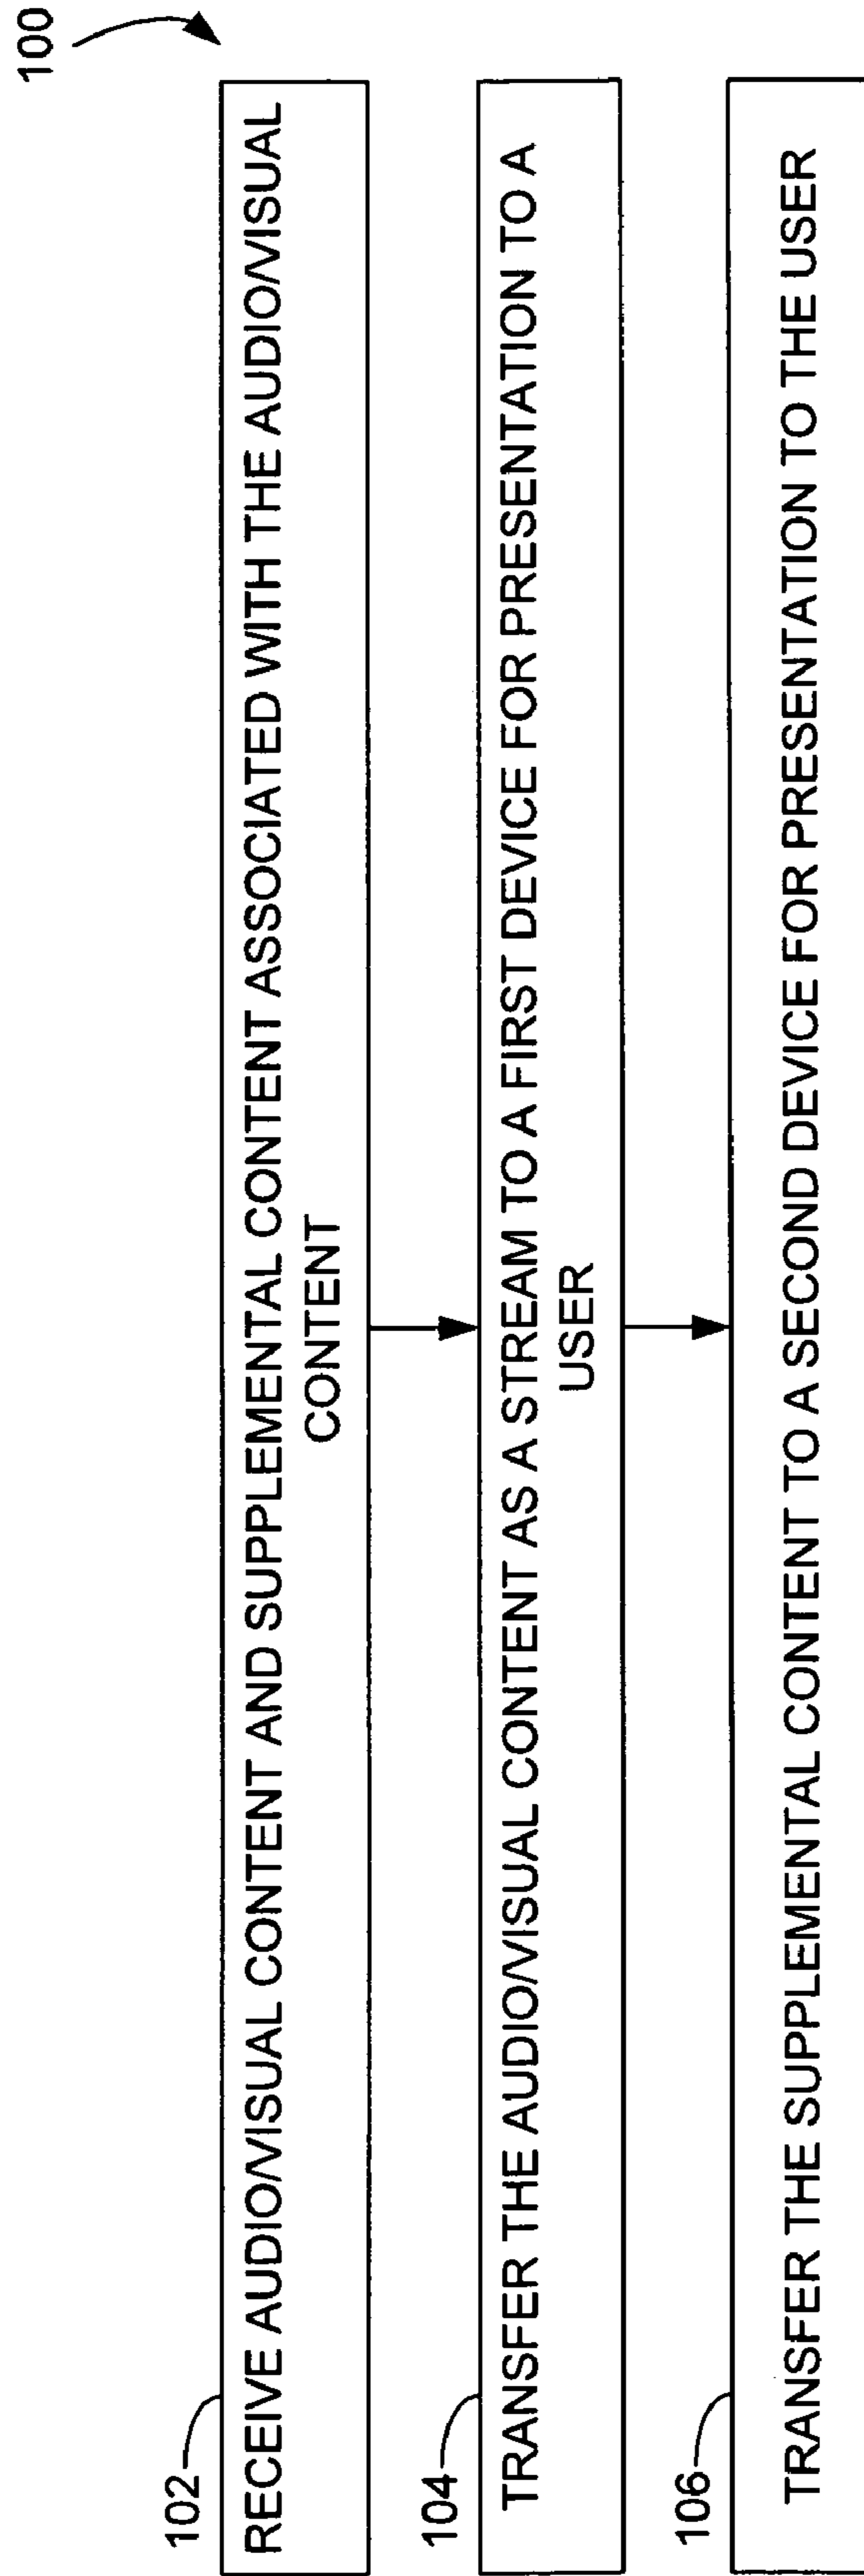 100
102
RECEIVE AUDIO/VISUAL CONTENT AND SUPPLEMENTAL CONTENT ASSOCIATED WITH THE AUDIO/VISUAL
CONTENT
104
TRANSFER THE AUDIO/VISUAL CONTENT AS A STREAM TO A FIRST DEVICE FOR PRESENTATION TO A
USER
106
TRANSFER THE SUPPLEMENTAL CONTENT TO A SECOND DEVICE FOR PRESENTATION TO THE USER